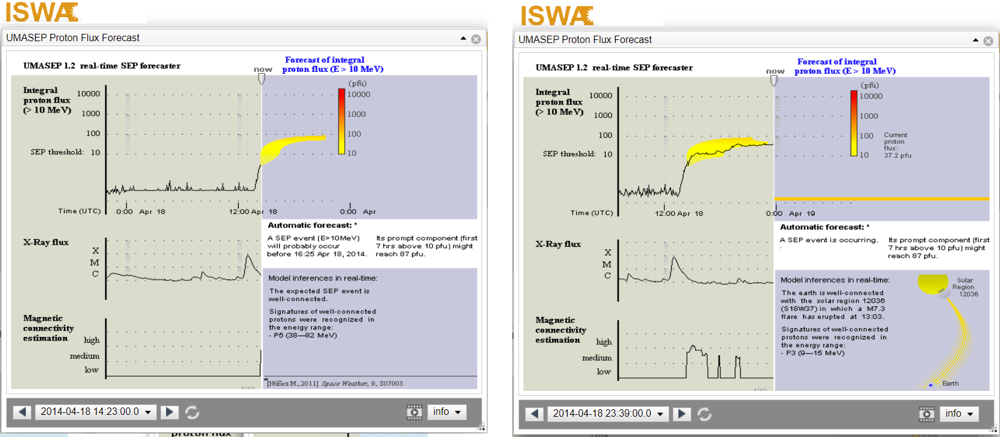 ISWA
UMASEP Proton Flux Forecast
UMASEP 1.2 real-time SEP forecaster
now
Forecast of integral
proton flux (E > 10 MeV)
Integral
proton flux
(> 10 MeV)
10000
1000
100
SEP threshold: 10
(pfu)
10000
1000
100
10
Time (UTC)
0:00 Apr 18
12:00 Apr 18
0:00 Apr
Automatic forecast: *
A SEP event (E>10MeV)
will probably occur
before 16:25 Apr 18, 2014.
Its prompt component (first
7 hrs above 10 pfu) might
reach 87 pfu.
X-Ray flux
X
M
C
Model inferences in real-time:
The expected SEP event is
well-connected.
Signatures of well-connected
protons were recognized in
the energy range:
- P5 (38—82 MeV)
Magnetic
connectivity
estimation
high
medium
low
*[Núñez M., 2011] Space Weather, 9, S07003
2014-04-18 14:23:00.0
info
proton flux
ISWA
UMASEP Proton Flux Forecast
UMASEP 1.2 real-time SEP forecaster
now
Forecast of integral
proton flux (E > 10 MeV)
Integral
proton flux
(> 10 MeV)
10000
1000
100
SEP threshold: 10
(pfu)
10000
1000
100
10
Current
proton
flux:
37.2 pfu
Time (UTC)
12:00 Apr 18
0:00 Apr 19
Automatic forecast: *
A SEP event is occurring.
.
Its prompt component (first
7 hrs above 10 pfu) might
reach 87 pfu.
X-Ray flux
X
M
C
Model inferences in real-time:
The earth is well-connected
with the solar region 12036
(S18W37) in which a M7.3
flare has erupted at 13:03.
Signatures of well-connected
protons were recognized in
the energy range:
- P3 (9—15 MeV)
Solar
Region
12036
Earth
Magnetic
connectivity
estimation
high
medium
low
2014-04-18 23:39:00.0
info